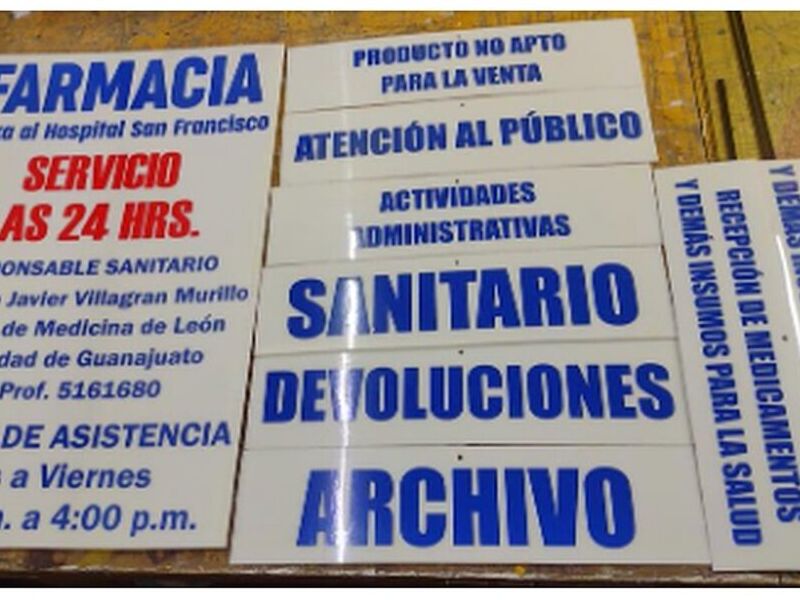 FARMACIA
al Hospital San Francisco
SERVICIO
LAS 24 HRS.
SANITARIO
Javier Villagran Murillo
de Medicina de León
de Guanajuato
Prof. 5161680
DE ASISTENCIA
a Viernes
a 4:00 p.m.
PRODUCTO NO APTO
PARA LA VENTA
ATENCIÓN AL PÚBLICO
ACTIVIDADES
ADMINISTRATIVAS
SANITARIO
DEVOLUCIONES
ARCHIVO
RECEPCIÓN DE MEDICAMENTOS
Y DEMÁS INSUMOS PARA LA SALUD
Y DEMÁS